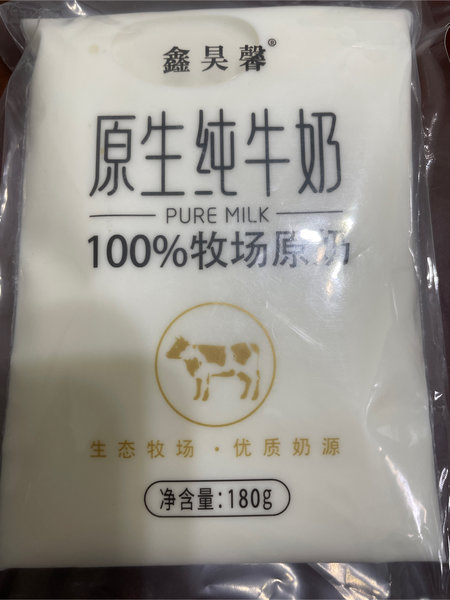 鑫昊馨®
原生纯牛奶
PURE MILK
100%牧场原奶
生态牧场·优质奶源
净含量:180g